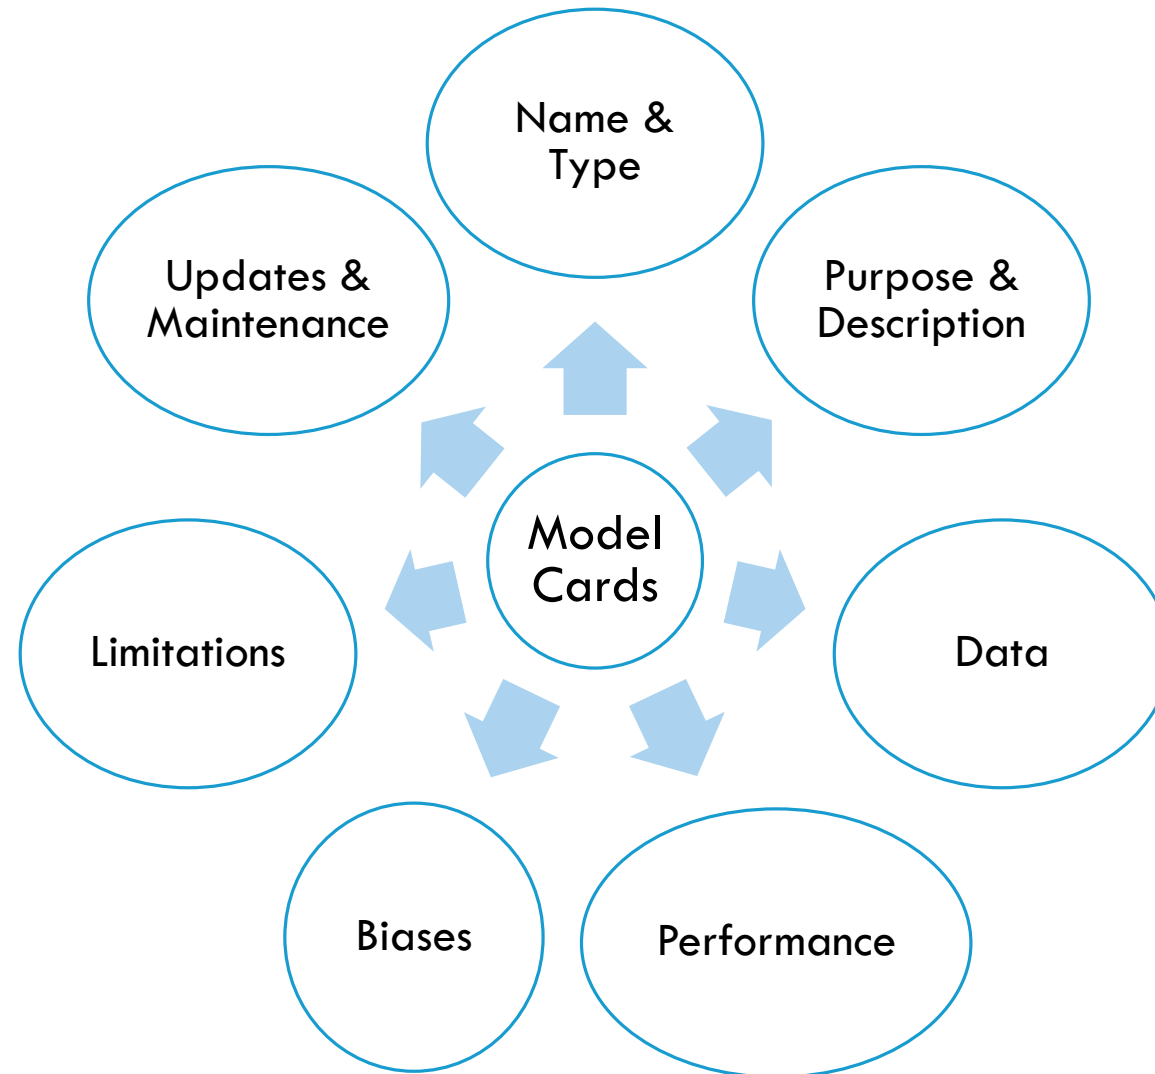 Name &
Type
Updates &
Maintenance
Purpose &
Description
Model
Cards
Limitations
Data
Biases
Performance